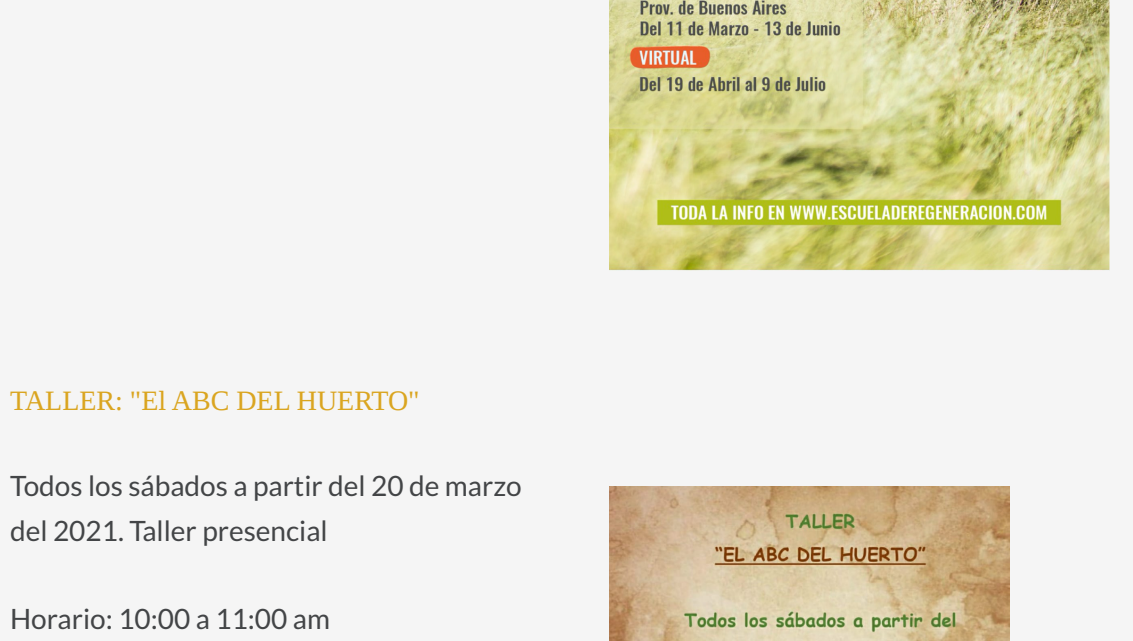 Prov. de Buenos Aires
Del 11 de Marzo - 13 de Junio
VIRTUAL
Del 19 de Abril al 9 de Julio
TODA LA INFO EN WWW.ESCUELADEREGENERACION.COM
TALLER: "El ABC DEL HUERTO"
Todos los sábados a partir del 20 de marzo
del 2021. Taller presencial
Horario: 10:00 a 11:00 am
TALLER
"EL ABC DEL HUERTO"
Todos los sábados a partir del